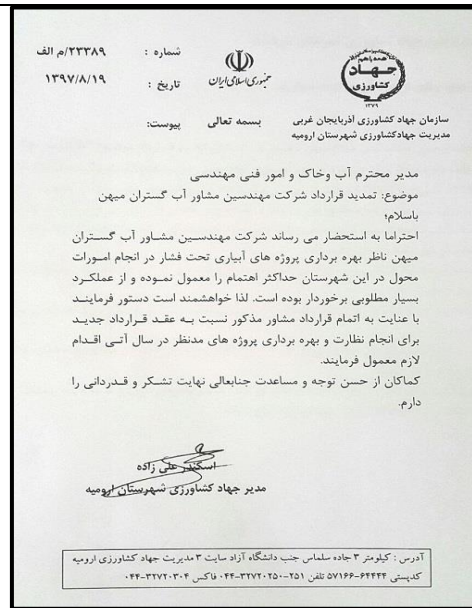 شماره : ۲۳۳۸۹/م الف
تاریخ : ۱۳۹۷/۸/۱۹
پیوست:
جمهوری اسلامی ایران
بسمه تعالی
همه با هم
جهاد
کشاورزی
۱۳۷۹
سازمان جهاد کشاورزی آذربایجان غربی
مدیریت جهادکشاورزی شهرستان ارومیه
مدیر محترم آب وخاک و امور فنی مهندسی
موضوع: تمدید قرارداد شرکت مهندسین مشاور آب گستران میهن
باسلام؛
احتراما به استحضار می رساند شرکت مهندسین مشاور آب گستران
میهن ناظر بهره برداری پروژه های آبیاری تحت فشار در انجام امورات
محول در این شهرستان حداکثر اهتمام را معمول نموده و از عملکرد
بسیار مطلوبی برخوردار بوده است. لذا خواهشمند است دستور فرمایند
با عنایت به اتمام قرارداد مشاور مذکور نسبت به عقد قرارداد جدید
برای انجام نظارت و بهره برداری پروژه های مدنظر در سال آتی اقدام
لازم معمول فرمایند.
کماکان از حسن توجه و مساعدت جنابعالی نهایت تشکر و قدردانی را
دارم.
اسکندر علی زاده
مدیر جهاد کشاورزی شهرستان ارومیه
آدرس : کیلومتر ۳ جاده سلماس جنب دانشگاه آزاد سایت ۳ مدیریت جهاد کشاورزی ارومیه
کدپستی ۶۴۴۴۴-۵۷۱۶۶ تلفن ۲۵۱-۳۲۷۲۰۲۵۰-۰۴۴ فاکس ۳۲۷۲۰۳۰۴-۰۴۴